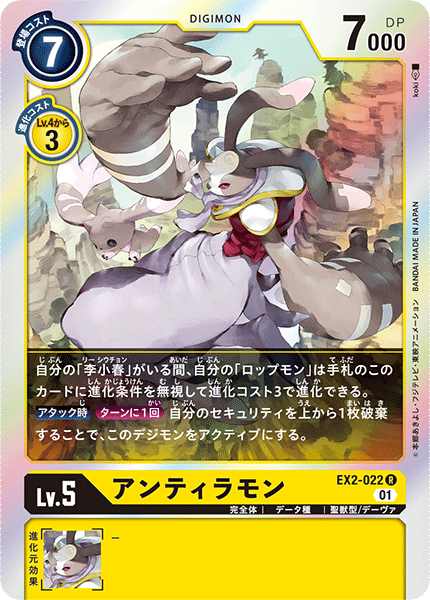 DIGIMON
登場コスト
7
7000 DP
進化コスト
Lv.4から
3
koki
BANDAI MADE IN JAPAN
©本郷あきよし・フジテレビ・東映アニメーション
自分の「李小春」がいる間、自分の「ロップモン」は手札のこの
カードに進化条件を無視して進化コスト3で進化できる。
アタック時 ターンに1回 自分のセキュリティを上から1枚破棄
することで、このデジモンをアクティブにする。
Lv.5
アンティラモン
EX2-022 R
01
完全体 | データ種 | 聖獣型/デーヴァ
進化元効果
–